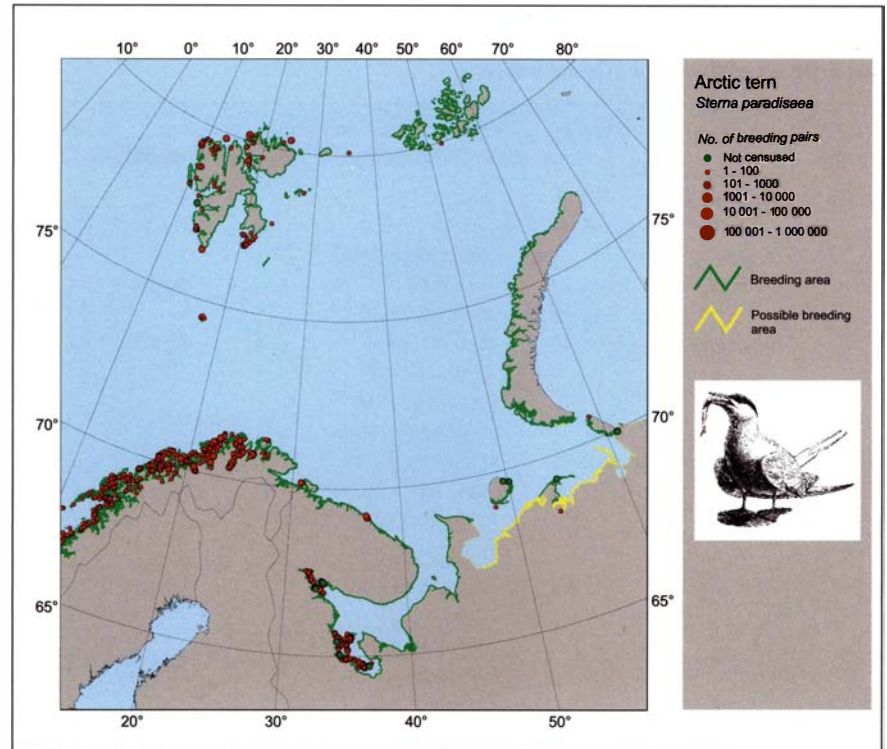 10° 0° 10° 20° 30° 40° 50° 60° 70° 80°
75° 75°
70° 70°
65° 65°
20° 30° 40° 50°
Arctic tern
Sterna paradisaea
No. of breeding pairs
Not censused
1 - 100
101 - 1000
1001 - 10 000
10 001 - 100 000
100 001 - 1 000 000
Breeding area
Possible breeding
area